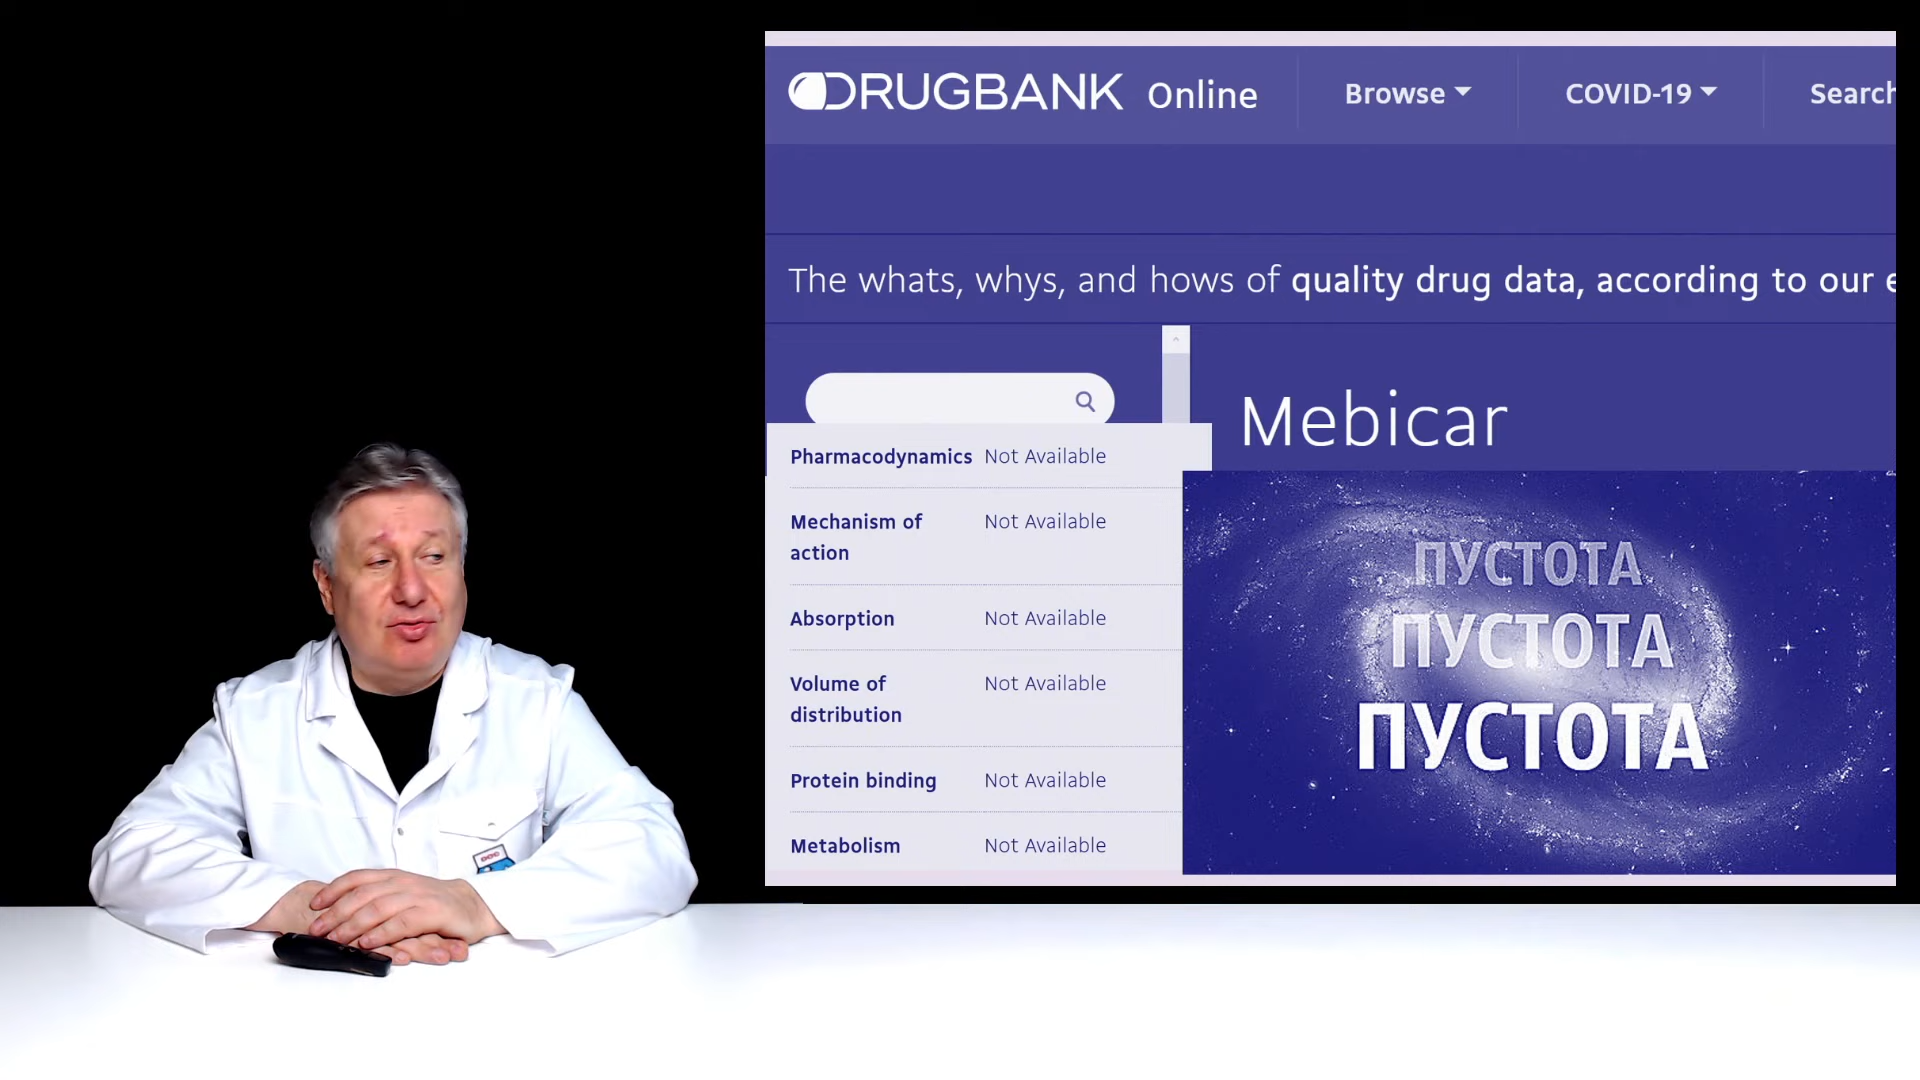 DRUGBANK Online Browse COVID-19 Search
The whats, whys, and hows of quality drug data, according to our
Mebicar
Pharmacodynamics Not Available
Mechanism of action Not Available
Absorption Not Available
Volume of distribution Not Available
Protein binding Not Available
Metabolism Not Available
ПУСТОТА
ПУСТОТА
ПУСТОТА